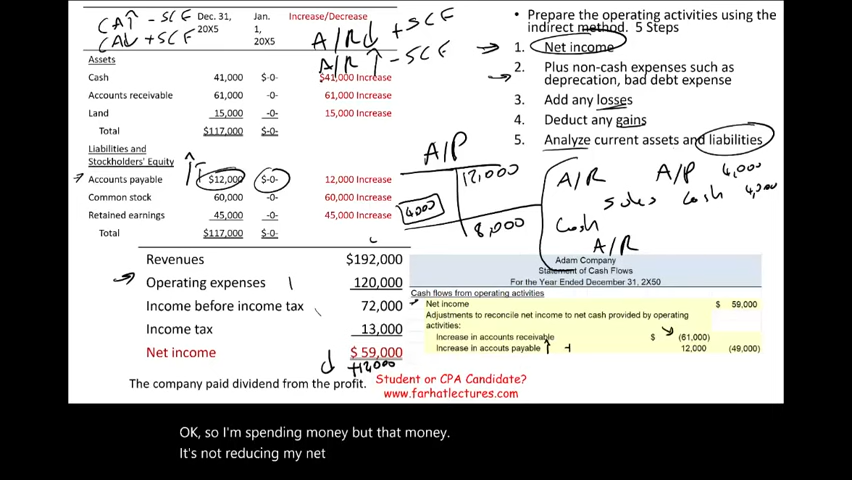 CA↑ - SCF
CA↓ + SCF
Dec. 31, 20X5
Jan. 1, 20X5
Increase/Decrease
A/R↓ + SCF
A/R ↑ - SCF
Assets
Cash 41,000 $-0- $41,000 Increase
Accounts receivable 61,000 -0- 61,000 Increase
Land 15,000 -0- 15,000 Increase
Total $117,000 $-0-
Liabilities and
Stockholders' Equity
Accounts payable $12,000 $-0- 12,000 Increase
Common stock 60,000 -0- 60,000 Increase
Retained earnings 45,000 -0- 45,000 Increase
Total $117,000 $-0-
• Prepare the operating activities using the
indirect method. 5 Steps
1. Net income
2. Plus non-cash expenses such as
deprecation, bad debt expense
3. Add any losses
4. Deduct any gains
5. Analyze current assets and liabilities
A/P
12,000
4000
8,000
A/R
Sales
Cash
A/R
A/P 4,000
Cash 4,000
Revenues $192,000
Operating expenses 120,000
Income before income tax 72,000
Income tax 13,000
Net income $ 59,000
+12,000
The company paid dividend from the profit.
Adam Company
Statement of Cash Flows
For the Year Ended December 31, 2X50
Cash flows from operating activities
Net income $ 59,000
Adjustments to reconcile net income to net cash provided by operating
activities:
Increase in accounts receivable $ (61,000)
Increase in accouts payable ↑ + 12,000 (49,000)
Student or CPA Candidate?
www.farhatlectures.com
OK, so I'm spending money but that money.
It's not reducing my net